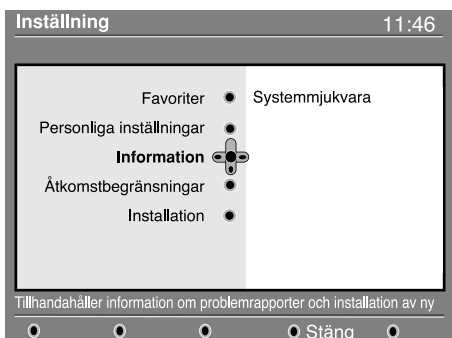 Inställning 11:46
Favoriter Systemmjukvara
Personliga inställningar
Information
Åtkomstbegränsningar
Installation
Tillhandahåller information om problemrapporter och installation av ny
Stäng